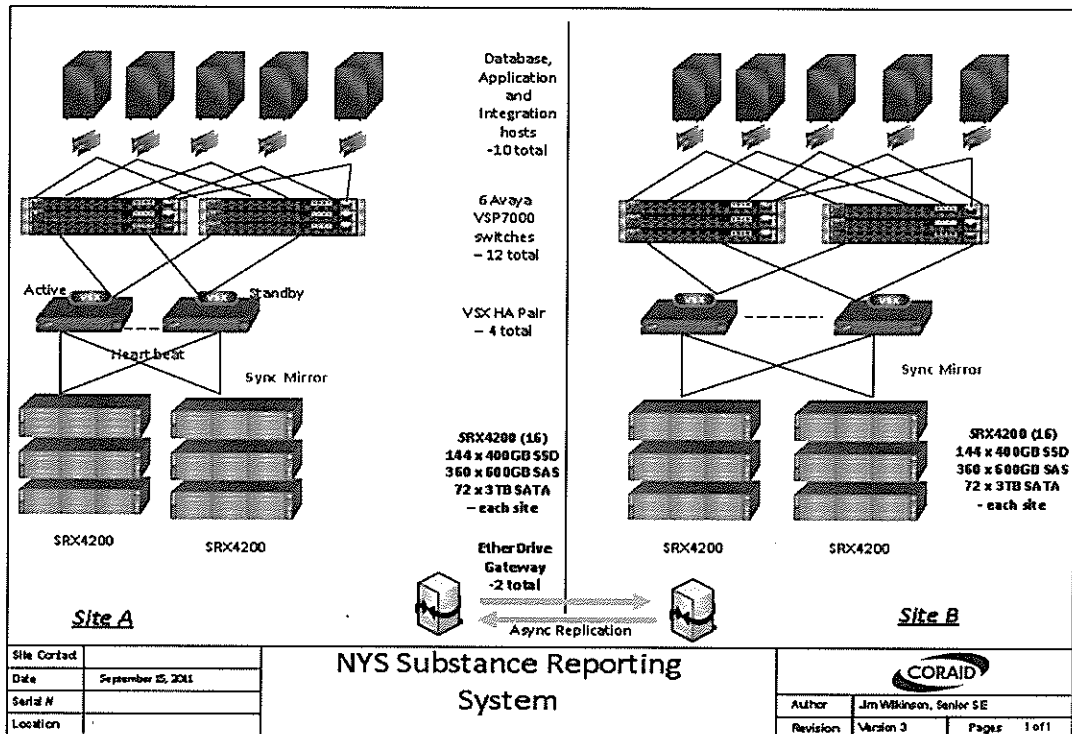 Database,
Application
and
Integration
hosts
-10 total
6 Avaya
VSP7000
switches
– 12 total
Active
VSX
VSX
Standby
VSX HA Pair
– 4 total
VSX
VSX
Heart beat
Sync Mirror
Sync Mirror
SRX4200 (16)
144 x 400GB SSD
360 x 600GB SAS
72 x 3TB SATA
– each site
SRX4200 (16)
144 x 400GB SSD
360 x 600GB SAS
72 x 3TB SATA
- each site
SRX4200
SRX4200
SRX4200
SRX4200
EtherDrive
Gateway
-2 total
Async Replication
Site A
Site B
Site Contact
Date September 15, 2011
Serial #
Location
NYS Substance Reporting
System
CORAID
Author Jim Wilkinson, Senior SE
Revision Version 3 Pages 1 of 1